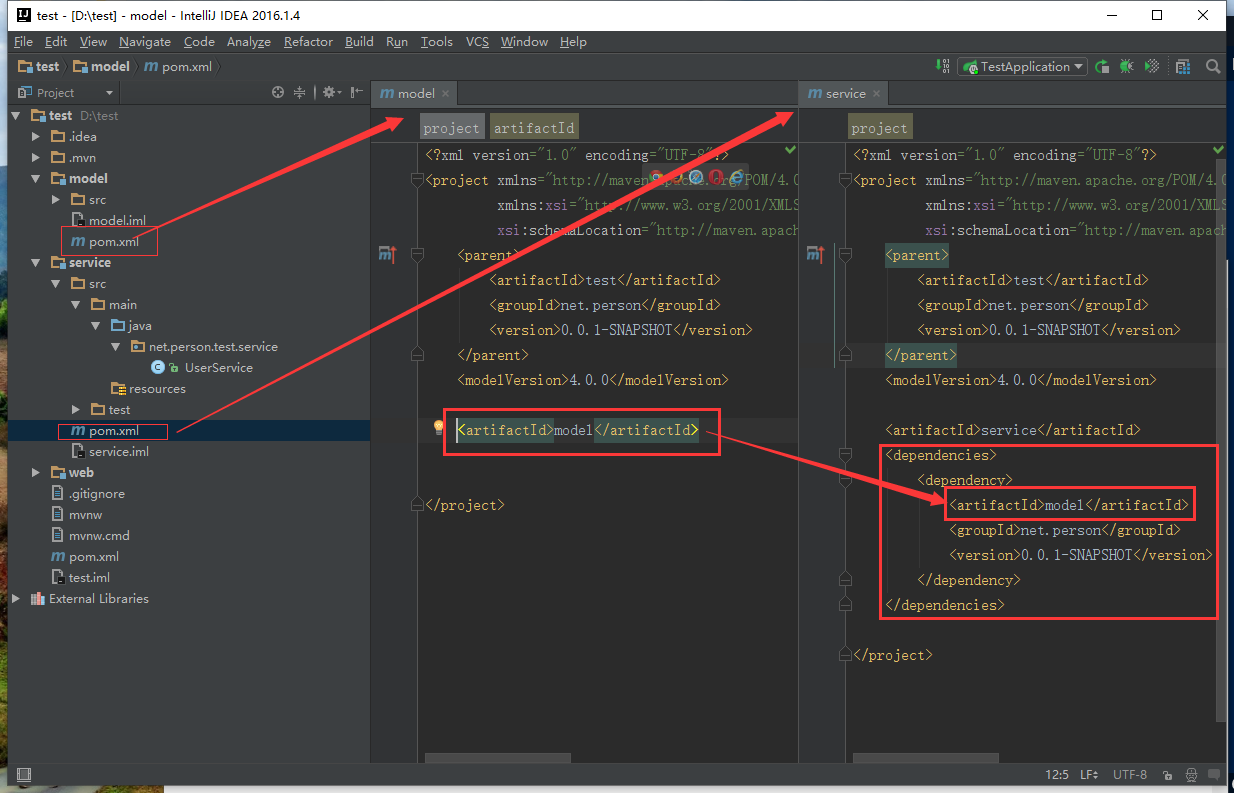 test - [D:\test] - model - IntelliJ IDEA 2016.1.4
File Edit View Navigate Code Analyze Refactor Build Run Tools VCS Window Help
test model pom.xml TestApplication
Project
model
service
test D:\test
.idea
.mvn
model
src
model.iml
pom.xml
service
src
main
java
net.person.test.service
UserService
resources
test
pom.xml
service.iml
web
.gitignore
mvnw
mvnw.cmd
pom.xml
test.iml
External Libraries
project artifactId
<?xml version="1.0" encoding="UTF-8"?>
<project xmlns="http://maven.apache.org/POM/4.0
xmlns:xsi="http://www.w3.org/2001/XMLS
xsi:schemaLocation="http://maven.apac
<parent>
<artifactId>test</artifactId>
<groupId>net.person</groupId>
<version>0.0.1-SNAPSHOT</version>
</parent>
<modelVersion>4.0.0</modelVersion>
<artifactId>model</artifactId>
</project>
project
<?xml version="1.0" encoding="UTF-8"?>
<project xmlns="http://maven.apache.org/POM/4.0
xmlns:xsi="http://www.w3.org/2001/XMLS
xsi:schemaLocation="http://maven.apac
<parent>
<artifactId>test</artifactId>
<groupId>net.person</groupId>
<version>0.0.1-SNAPSHOT</version>
</parent>
<modelVersion>4.0.0</modelVersion>
<artifactId>service</artifactId>
<dependencies>
<dependency>
<artifactId>model</artifactId>
<groupId>net.person</groupId>
<version>0.0.1-SNAPSHOT</version>
</dependency>
</dependencies>
</project>
12:5 LF UTF-8